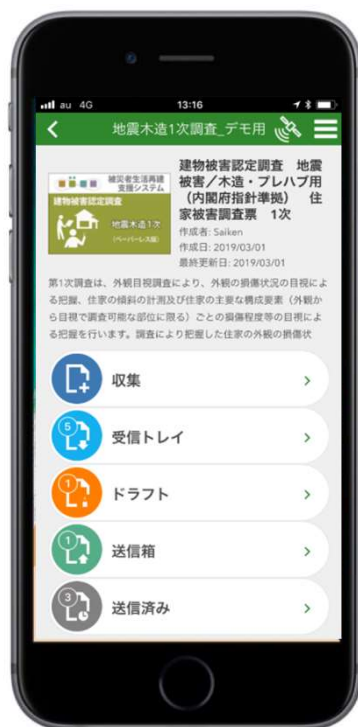 au 4G 13:16
地震木造1次調査_デモ用
被災者生活再建
支援システム
建物被害認定調査
地震木造1次
(ペーパーレス版)
建物被害認定調査 地震
被害/木造・プレハブ用
(内閣府指針準拠) 住
家被害調査票 1次
作成者: Saiken
作成日: 2019/03/01
最終更新日: 2019/03/01
第1次調査は、外観目視調査により、外観の損傷状況の目視によ
る把握、住家の傾斜の計測及び住家の主要な構成要素(外観か
ら目視で調査可能な部位に限る)ごとの損傷程度等の目視によ
る把握を行います。調査により把握した住家の外観の損傷状
収集
5
受信トレイ
1
ドラフト
1
送信箱
3
送信済み